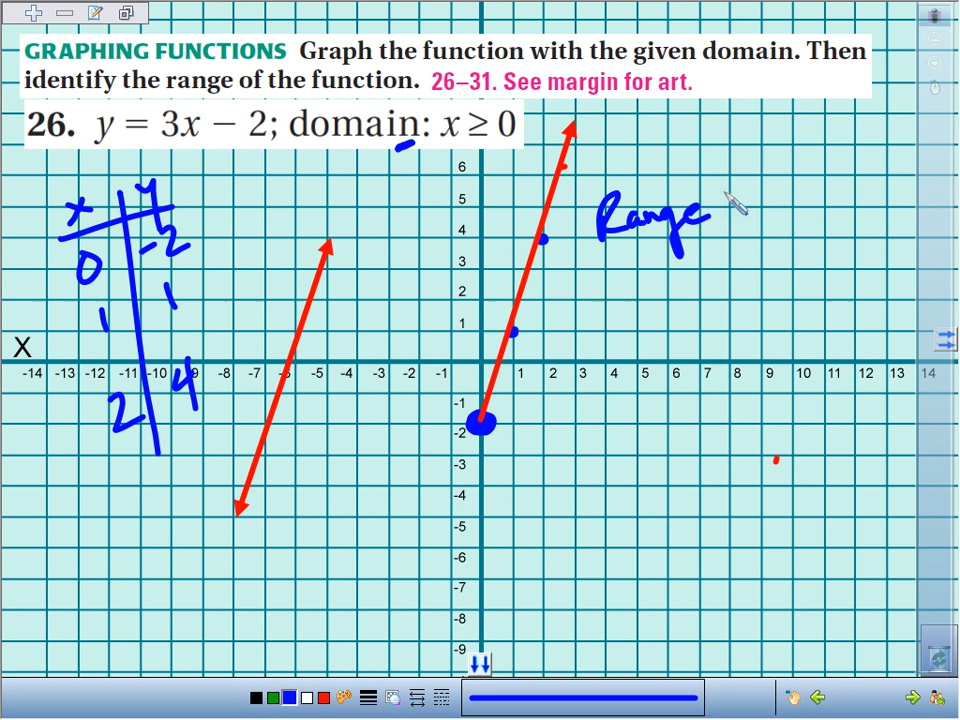 GRAPHING FUNCTIONS Graph the function with the given domain. Then
identify the range of the function. 26–31. See margin for art.
26. y = 3x − 2; domain: x ≥ 0
x y
0 -2
1 1
2 4
Range
6
5
4
3
2
1
X
-14 -13 -12 -11 -10 -9 -8 -7 -6 -5 -4 -3 -2 -1 1 2 3 4 5 6 7 8 9 10 11 12 13 14
-1
-2
-3
-4
-5
-6
-7
-8
-9